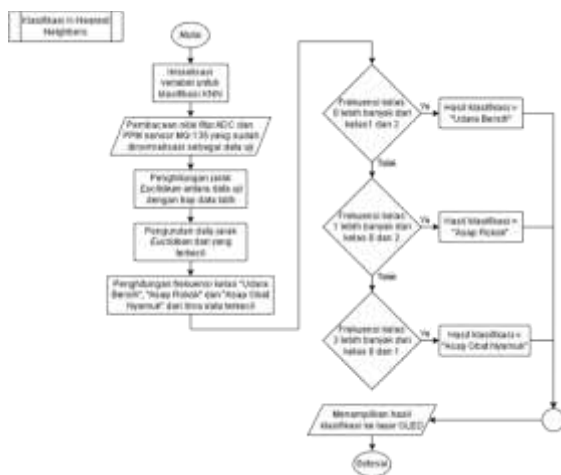 Klasifikasi K-Nearest
Neighbors
Mulai
Inisialisasi
variabel untuk
klasifikasi KNN
Pembacaan nilai fitur ADC dan
PPM sensor MQ-135 yang sudah
dinormalisasi sebagai data uji
Penghitungan jarak
Euclidean antara data uji
dengan tiap data latih
Pengurutan data jarak
Euclidean dari yang
terkecil
Penghitungan frekuensi kelas "Udara
Bersih", "Asap Rokok" dan "Asap Obat
Nyamuk" dari data terkecil
Frekuensi kelas
0 lebih banyak dari
kelas 1 dan 2
Ya
Hasil klasifikasi =
"Udara Bersih"
Tidak
Frekuensi kelas
1 lebih banyak dari
kelas 0 dan 2
Ya
Hasil klasifikasi =
"Asap Rokok"
Tidak
Frekuensi kelas
2 lebih banyak dari
kelas 0 dan 1
Ya
Hasil klasifikasi =
"Asap Obat Nyamuk"
Menampilkan hasil
klasifikasi ke layar OLED
Selesai